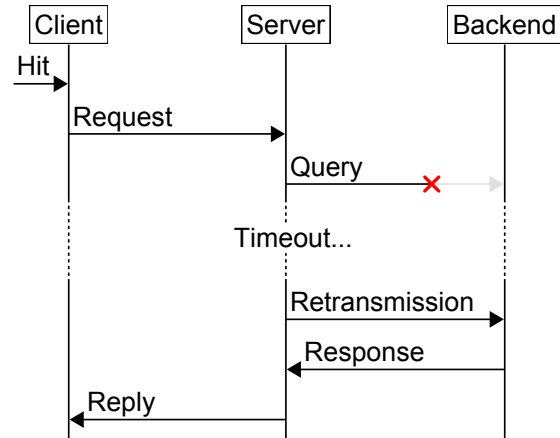 Client
Server
Backend
Hit
Request
Query
Timeout...
Retransmission
Response
Reply